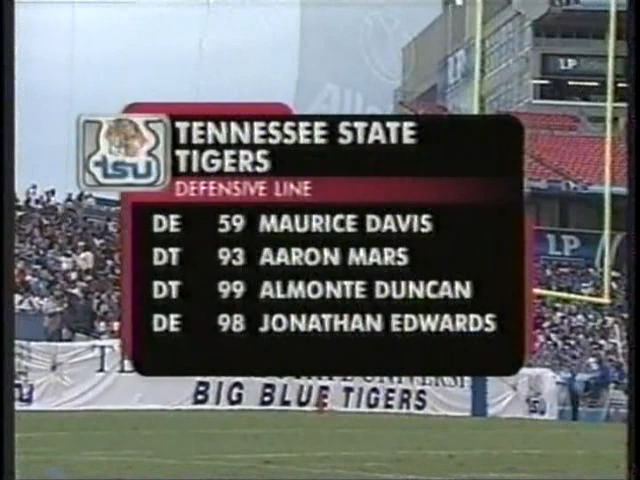 LP
LP
TENNESSEE STATE
TIGERS
tsu
DEFENSIVE LINE
DE 59 MAURICE DAVIS
DT 93 AARON MARS
DT 99 ALMONTE DUNCAN
DE 98 JONATHAN EDWARDS
LP
BIG BLUE TIGERS